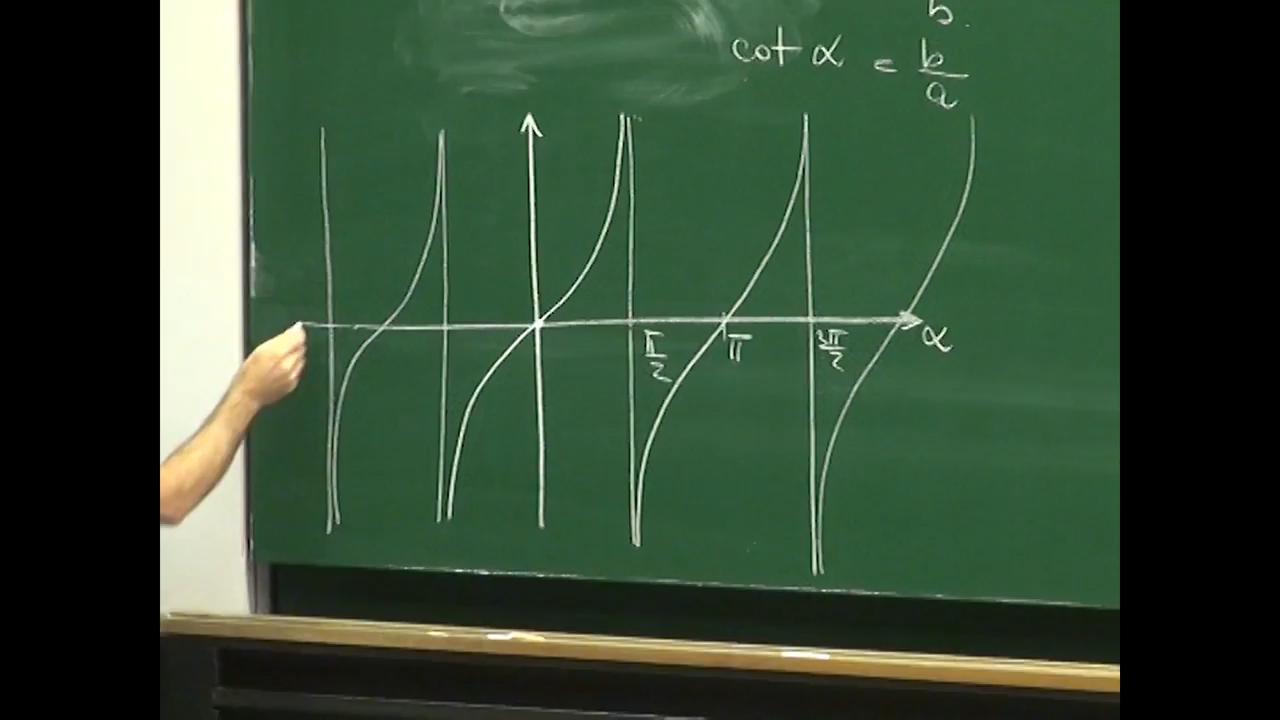 b
cot α = b/a
π/2 π 3π/2 α